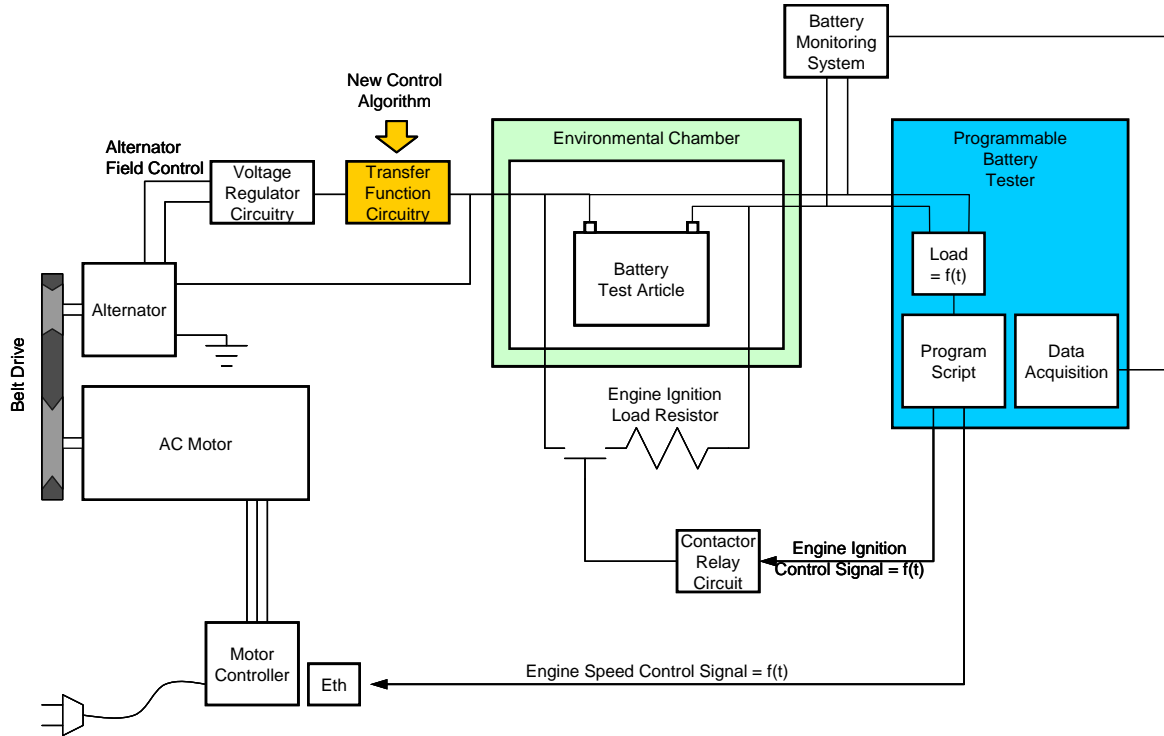 Battery
Monitoring
System
New Control
Algorithm
Environmental Chamber
Programmable
Battery
Tester
Alternator
Field Control
Voltage
Regulator
Circuitry
Transfer
Function
Circuitry
Battery
Test Article
Load
= f(t)
Alternator
Belt Drive
Program
Script
Data
Acquisition
Engine Ignition
Load Resistor
AC Motor
Contactor
Relay
Circuit
Engine Ignition
Control Signal = f(t)
Motor
Controller
Eth
Engine Speed Control Signal = f(t)